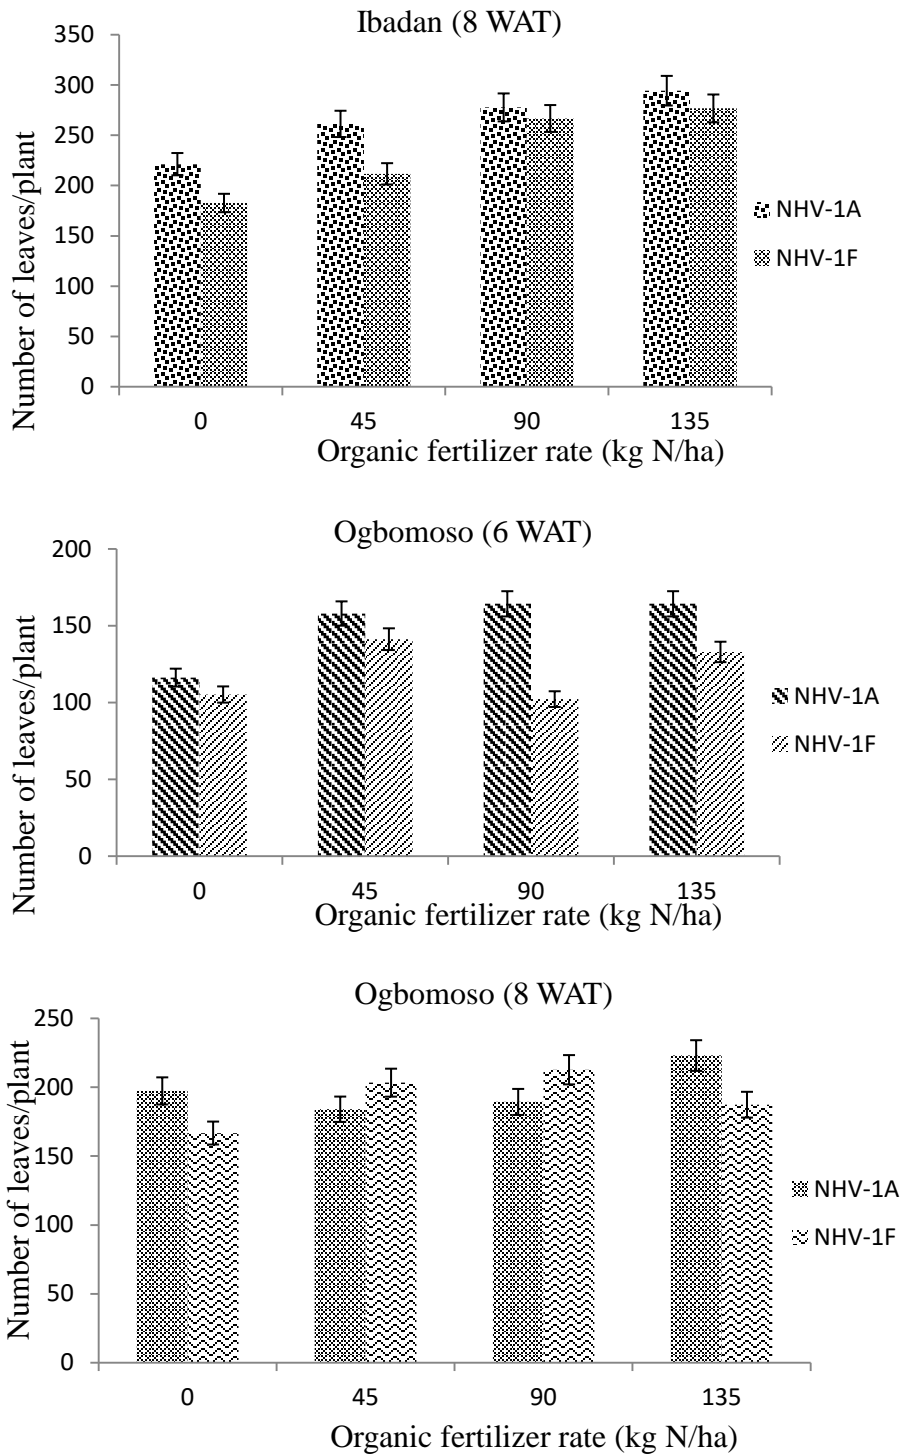 Ibadan (8 WAT)
Number of leaves/plant
350
300
250
200
150
100
50
0
0 45 90 135
Organic fertilizer rate (kg N/ha)
NHV-1A
NHV-1F
Ogbomoso (6 WAT)
Number of leaves/plant
200
150
100
50
0
0 45 90 135
Organic fertilizer rate (kg N/ha)
NHV-1A
NHV-1F
Ogbomoso (8 WAT)
Number of leaves/plant
250
200
150
100
50
0
0 45 90 135
Organic fertilizer rate (kg N/ha)
NHV-1A
NHV-1F